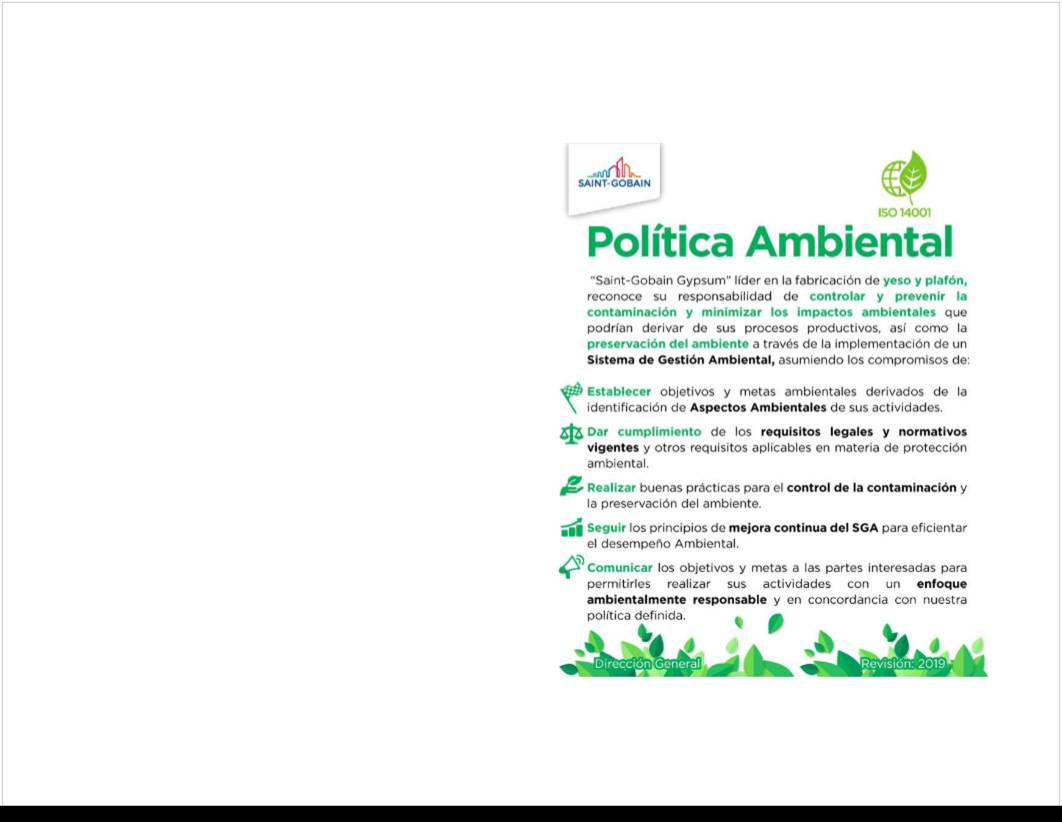 SAINT-GOBAIN
ISO 14001
Política Ambiental
“Saint-Gobain Gypsum” líder en la fabricación de yeso y plafón,
reconoce su responsabilidad de controlar y prevenir la
contaminación y minimizar los impactos ambientales que
podrían derivar de sus procesos productivos, así como la
preservación del ambiente a través de la implementación de un
Sistema de Gestión Ambiental, asumiendo los compromisos de:
Establecer objetivos y metas ambientales derivados de la
identificación de Aspectos Ambientales de sus actividades.
Dar cumplimiento de los requisitos legales y normativos
vigentes y otros requisitos aplicables en materia de protección
ambiental.
Realizar buenas prácticas para el control de la contaminación y
la preservación del ambiente.
Seguir los principios de mejora continua del SGA para eficientar
el desempeño Ambiental.
Comunicar los objetivos y metas a las partes interesadas para
permitirles realizar sus actividades con un enfoque
ambientalmente responsable y en concordancia con nuestra
política definida.
Dirección General
Revisión: 2019